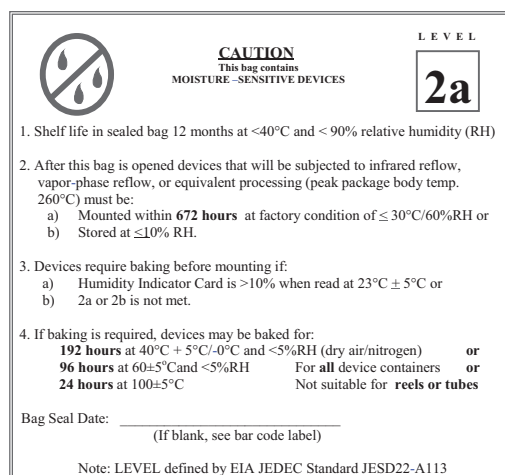 L E V E L
CAUTION
This bag contains
MOISTURE –SENSITIVE DEVICES
2a
1. Shelf life in sealed bag 12 months at <40°C and < 90% relative humidity (RH)
2. After this bag is opened devices that will be subjected to infrared reflow,
vapor-phase reflow, or equivalent processing (peak package body temp.
260°C) must be:
a) Mounted within 672 hours at factory condition of ≤ 30°C/60%RH or
b) Stored at ≤10% RH.
3. Devices require baking before mounting if:
a) Humidity Indicator Card is >10% when read at 23°C ± 5°C or
b) 2a or 2b is not met.
4. If baking is required, devices may be baked for:
192 hours at 40°C + 5°C/-0°C and <5%RH (dry air/nitrogen) or
96 hours at 60±5°Cand <5%RH For all device containers or
24 hours at 100±5°C Not suitable for reels or tubes
Bag Seal Date: ______________________________
(If blank, see bar code label)
Note: LEVEL defined by EIA JEDEC Standard JESD22-A113